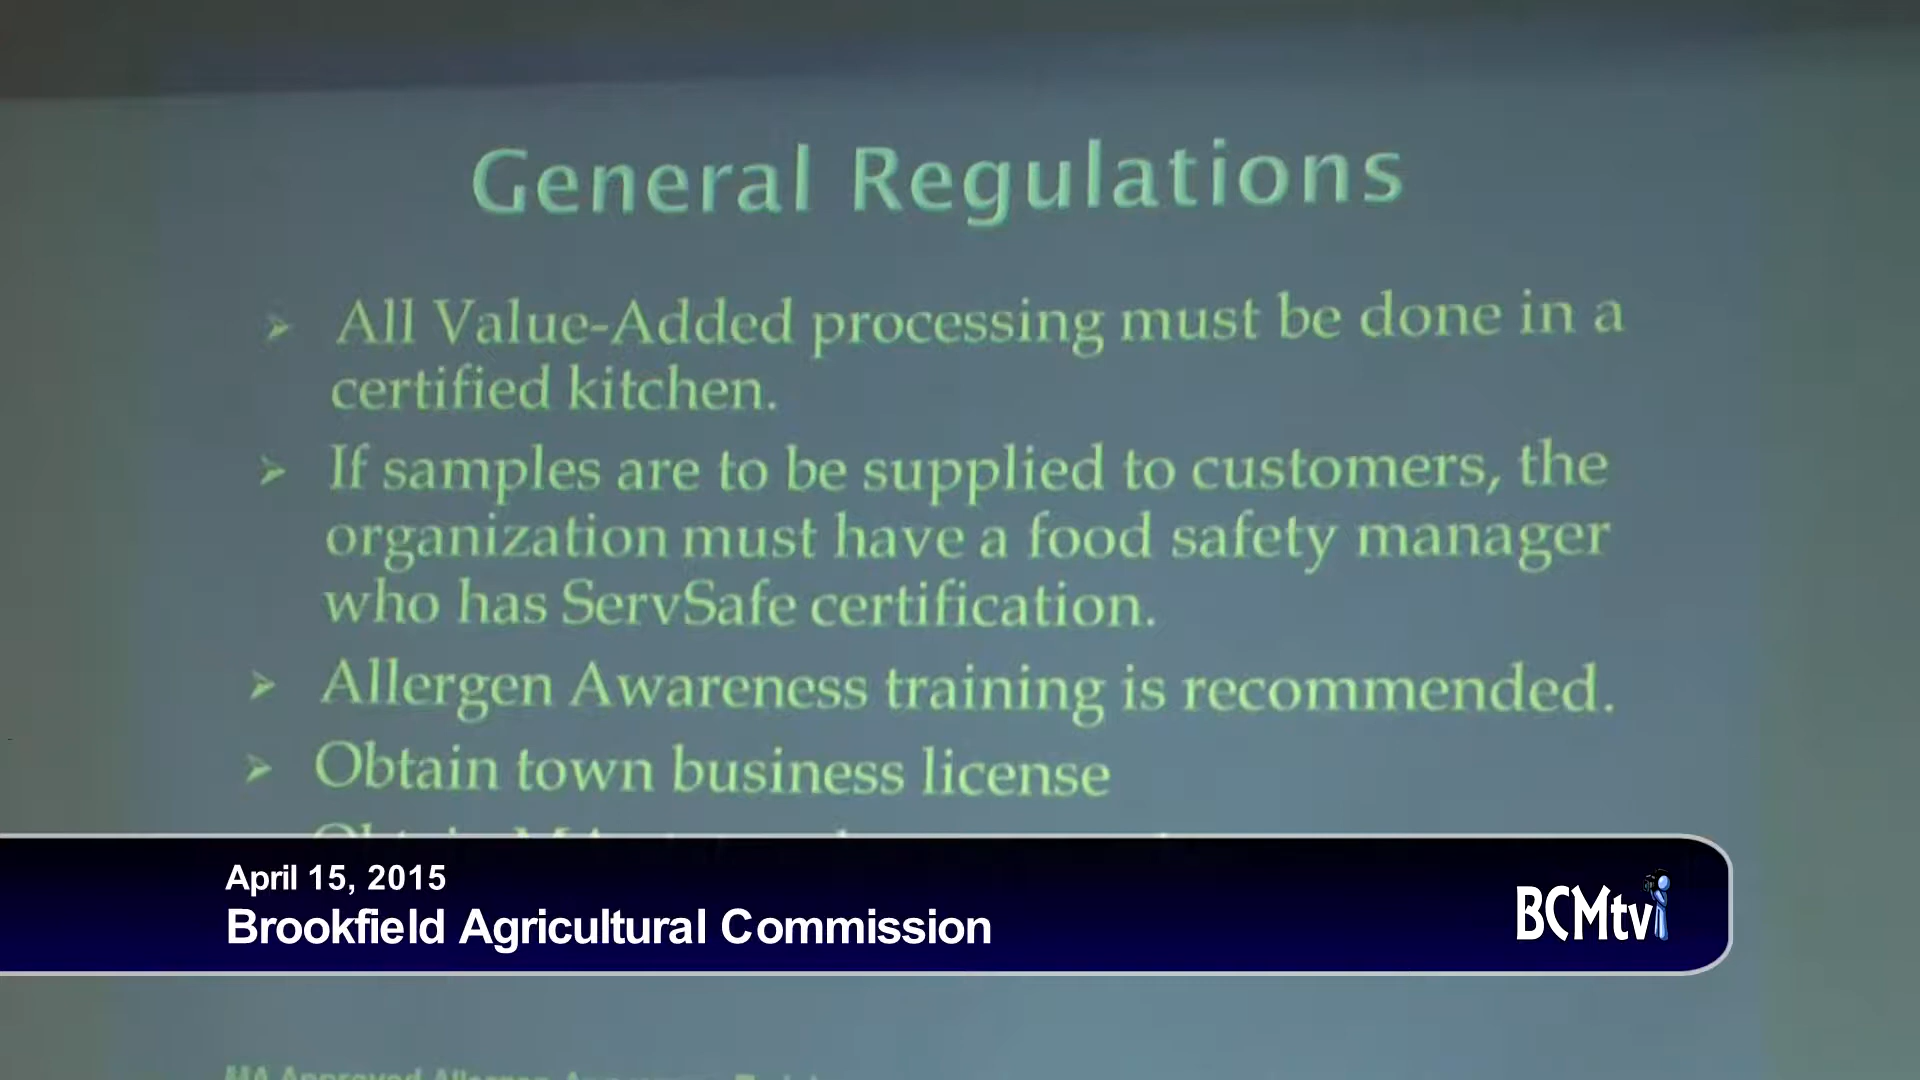 General Regulations
All Value-Added processing must be done in a
certified kitchen.
If samples are to be supplied to customers, the
organization must have a food safety manager
who has ServSafe certification.
Allergen Awareness training is recommended.
Obtain town business license
April 15, 2015
Brookfield Agricultural Commission
BCMtv